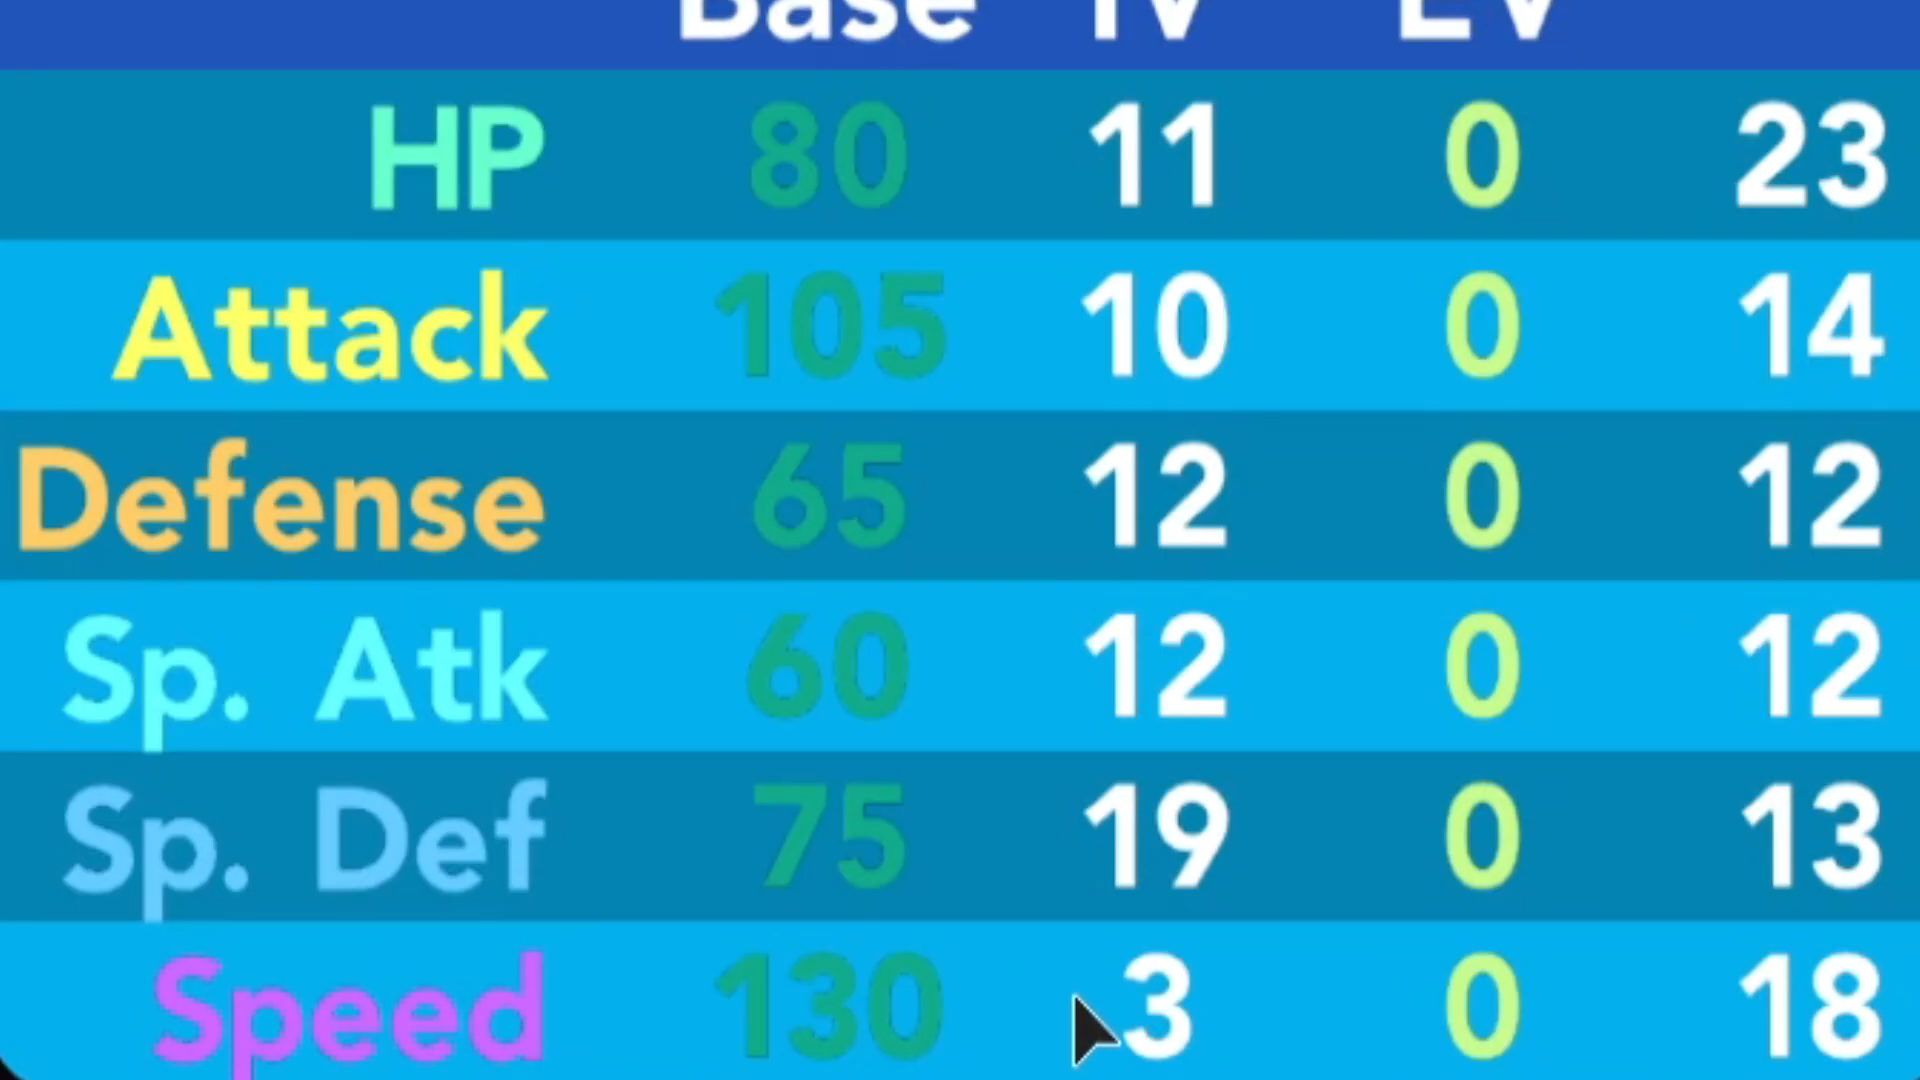 Base IV EV
HP 80 11 0 23
Attack 105 10 0 14
Defense 65 12 0 12
Sp. Atk 60 12 0 12
Sp. Def 75 19 0 13
Speed 130 3 0 18